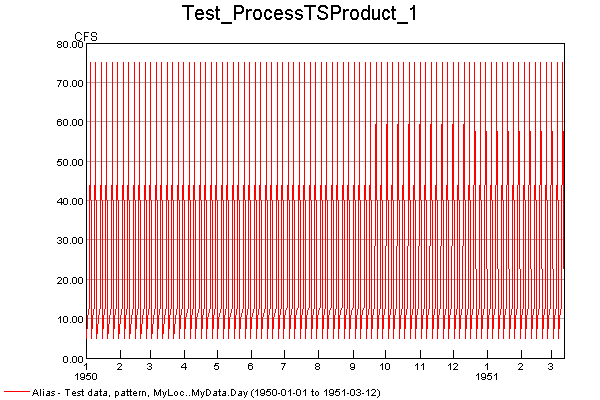 Test_ProcessTSProduct_1
CFS
80.00
70.00
60.00
50.00
40.00
30.00
20.00
10.00
0.00
1 2 3 4 5 6 7 8 9 10 11 12 1 2 3
1950 1951
Alias - Test data, pattern, MyLoc..MyData.Day (1950-01-01 to 1951-03-12)